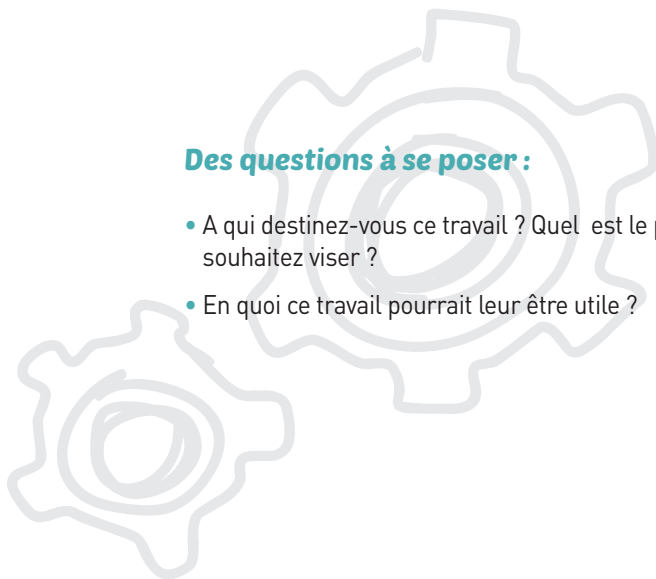 Des questions à se poser :
• A qui destinez-vous ce travail ? Quel est le
souhaitez viser ?
• En quoi ce travail pourrait leur être utile ?